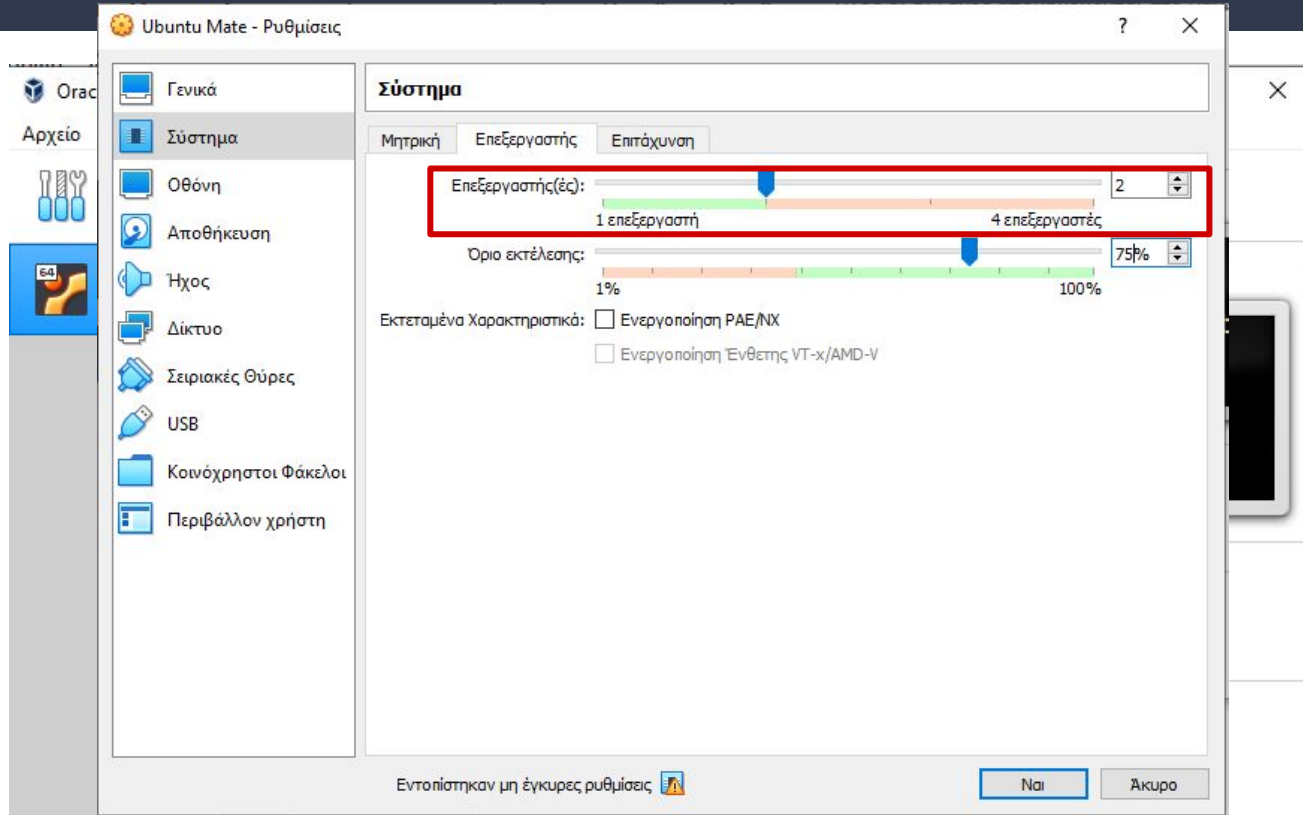 Ubuntu Mate - Ρυθμίσεις
?
Orac
Αρχείο
64
Γενικά
Σύστημα
Οθόνη
Αποθήκευση
Ήχος
Δίκτυο
Σειριακές Θύρες
USB
Κοινόχρηστοι Φάκελοι
Περιβάλλον χρήστη
Σύστημα
Μητρική Επεξεργαστής Επιτάχυνση
Επεξεργαστής(ές): 2
1 επεξεργαστή 4 επεξεργαστές
Όριο εκτέλεσης: 75%
1% 100%
Εκτεταμένα Χαρακτηριστικά: Ενεργοποίηση PAE/NX
Ενεργοποίηση Ένθετης VT-x/AMD-V
Εντοπίστηκαν μη έγκυρες ρυθμίσεις
Ναι Άκυρο